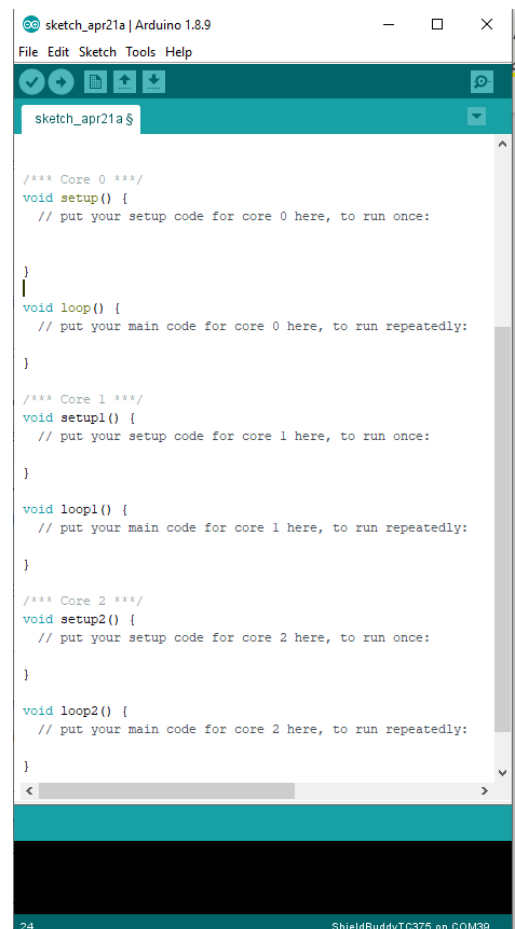 sketch_apr21a | Arduino 1.8.9
File Edit Sketch Tools Help
sketch_apr21a §
/*** Core 0 ***/
void setup() {
// put your setup code for core 0 here, to run once:
}
void loop() {
// put your main code for core 0 here, to run repeatedly:
}
/*** Core 1 ***/
void setup1() {
// put your setup code for core 1 here, to run once:
}
void loop1() {
// put your main code for core 1 here, to run repeatedly:
}
/*** Core 2 ***/
void setup2() {
// put your setup code for core 2 here, to run once:
}
void loop2() {
// put your main code for core 2 here, to run repeatedly:
}
24 ShieldBuddyTC375 on COM39